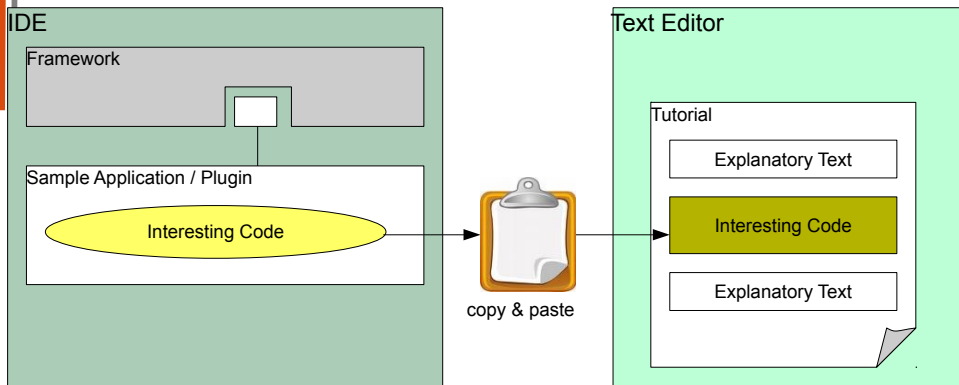 IDE
Framework
Sample Application / Plugin
Interesting Code
copy & paste
Text Editor
Tutorial
Explanatory Text
Interesting Code
Explanatory Text